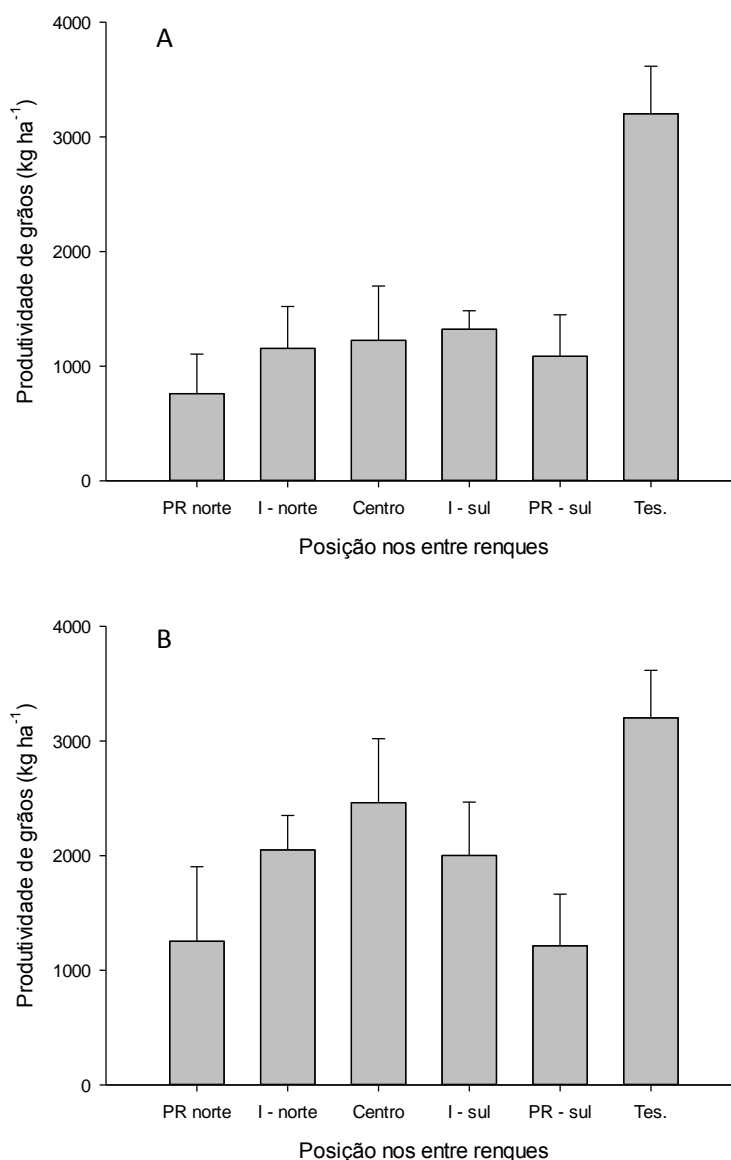 A
Produtividade de grãos (kg ha⁻¹)
4000
3000
2000
1000
0
PR norte I - norte Centro I - sul PR - sul Tes.
Posição nos entre renques
B
Produtividade de grãos (kg ha⁻¹)
4000
3000
2000
1000
0
PR norte I - norte Centro I - sul PR - sul Tes.
Posição nos entre renques